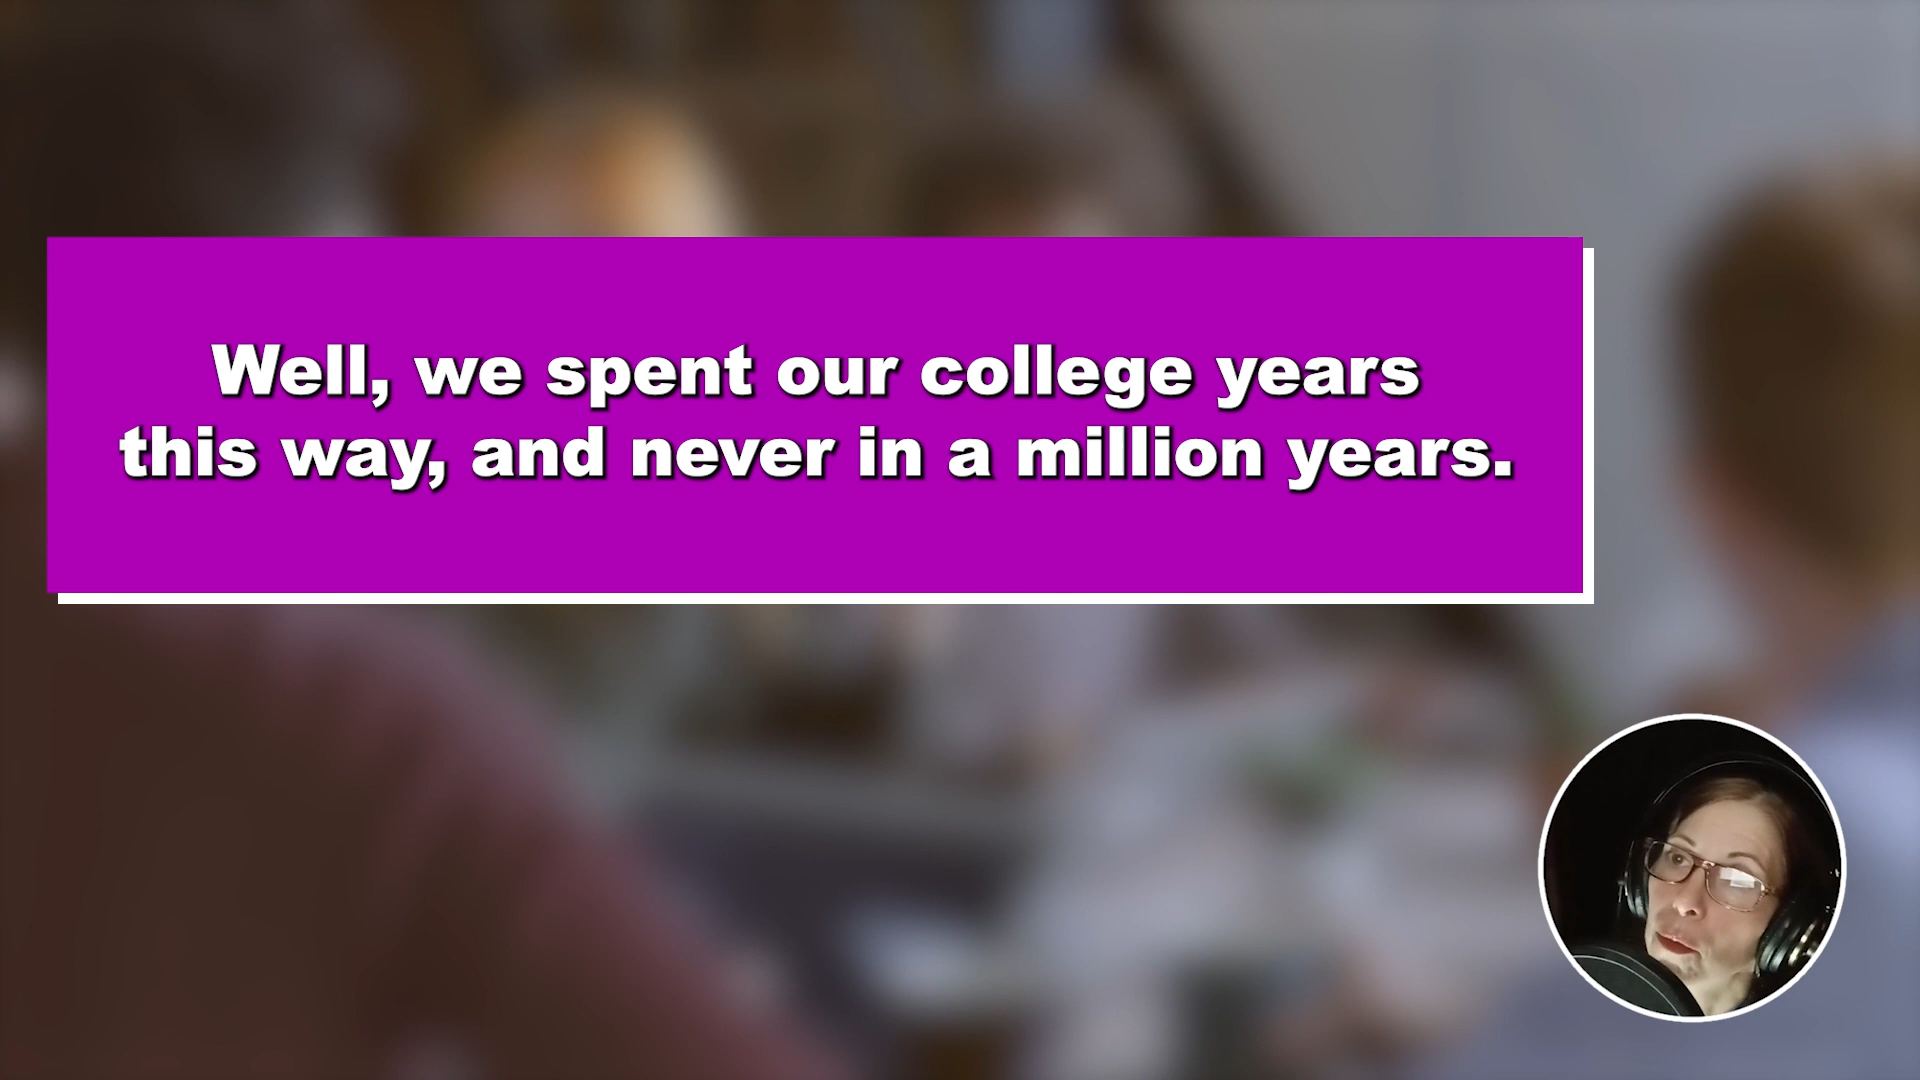 Well, we spent our college years
this way, and never in a million years.